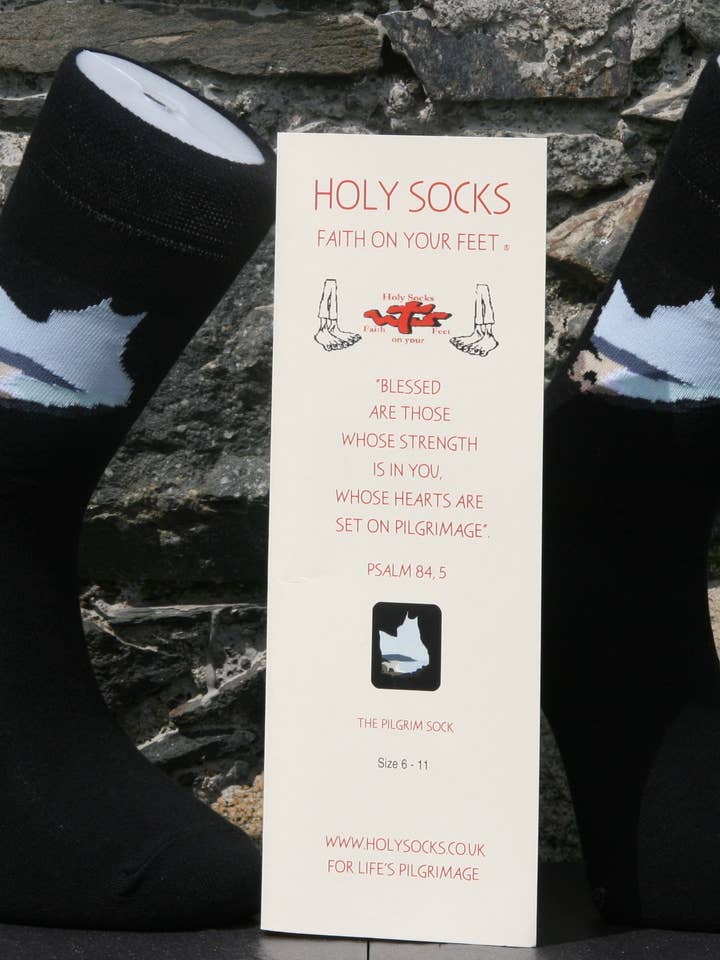 HOLY SOCKS
FAITH ON YOUR FEET ®
Holy Socks
Faith
Feet
on your
"BLESSED
ARE THOSE
WHOSE STRENGTH
IS IN YOU,
WHOSE HEARTS ARE
SET ON PILGRIMAGE".
PSALM 84, 5
THE PILGRIM SOCK
Size 6 - 11
WWW.HOLYSOCKS.CO.UK
FOR LIFE'S PILGRIMAGE